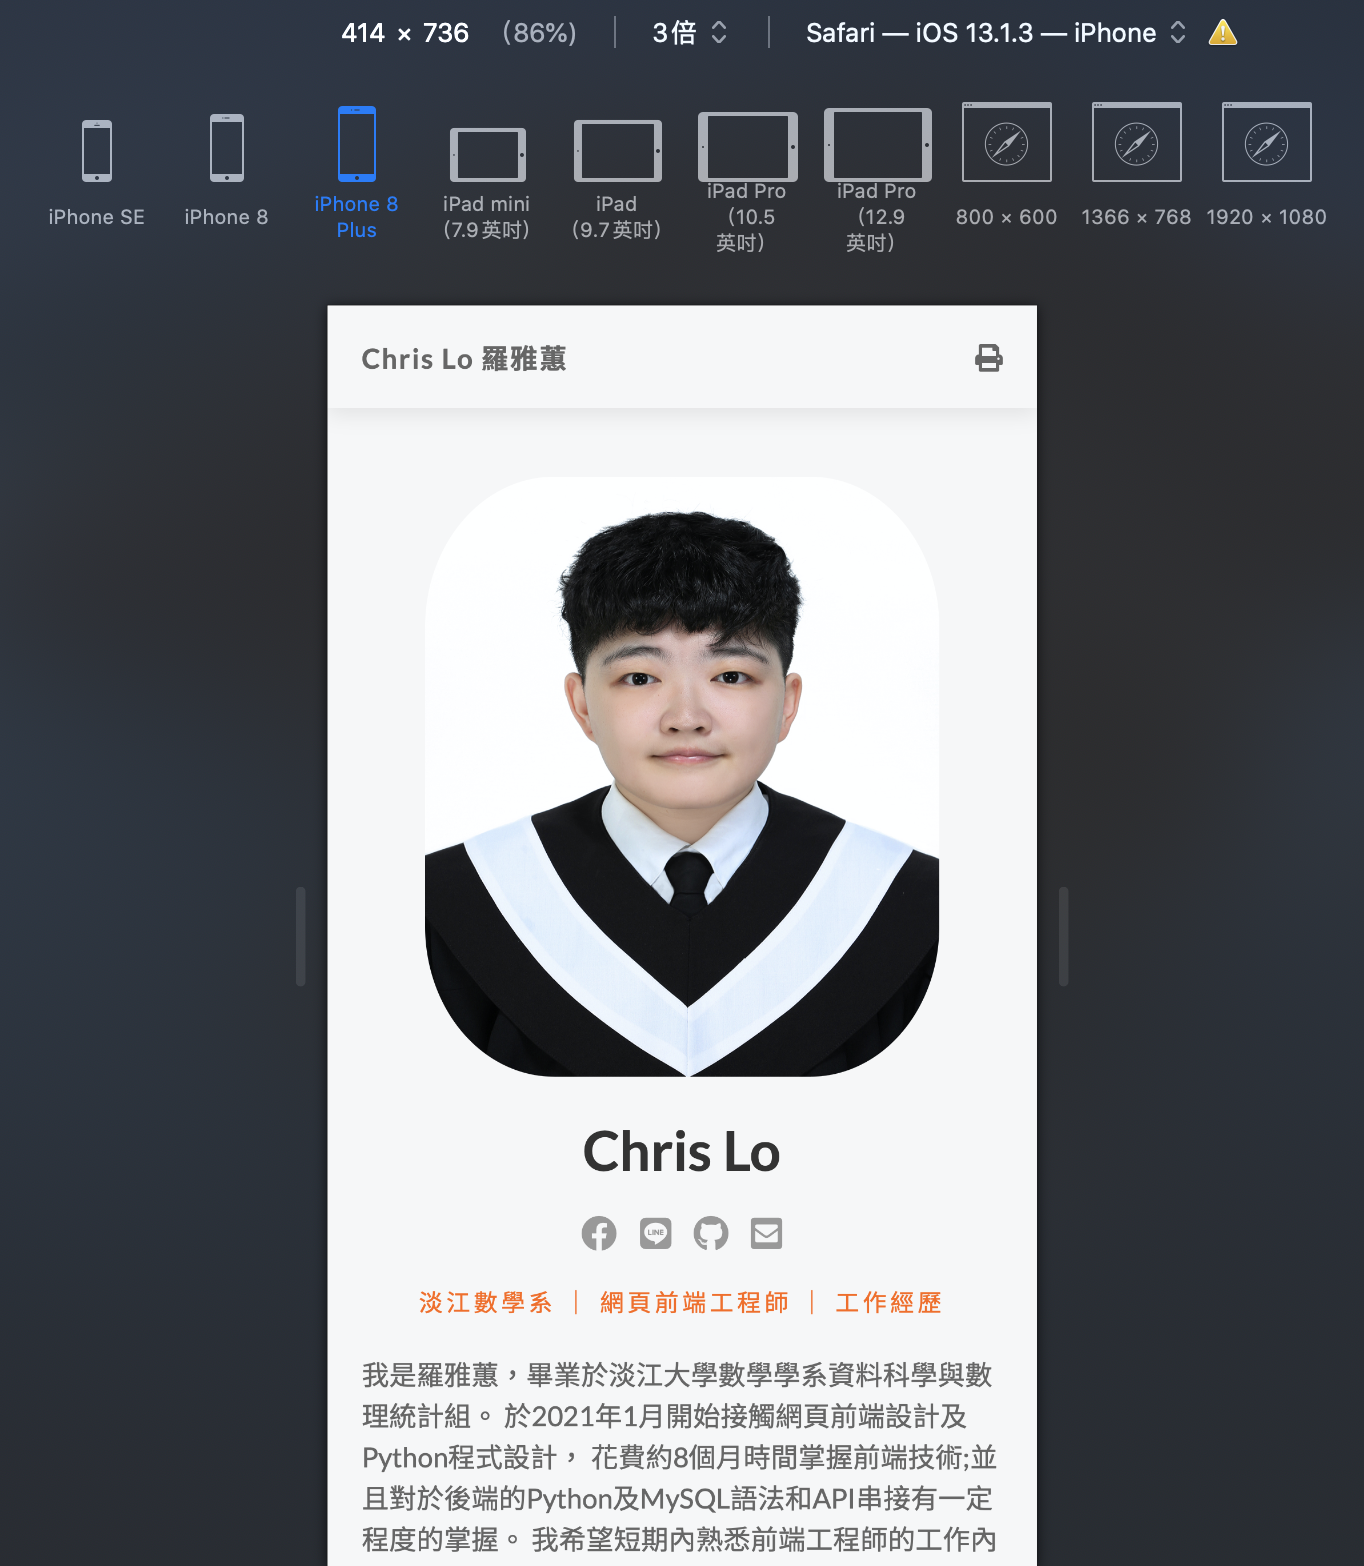 414 × 736 (86%) 3倍 Safari — iOS 13.1.3 — iPhone
iPhone SE
iPhone 8
iPhone 8
Plus
iPad mini
(7.9英吋)
iPad
(9.7英吋)
iPad Pro
(10.5
英吋)
iPad Pro
(12.9
英吋)
800 × 600
1366 × 768
1920 × 1080
Chris Lo 羅雅蕙
Chris Lo
LINE
淡江數學系 | 網頁前端工程師 | 工作經歷
我是羅雅蕙，畢業於淡江大學數學學系資料科學與數
理統計組。 於2021年1月開始接觸網頁前端設計及
Python程式設計， 花費約8個月時間掌握前端技術;並
且對於後端的Python及MySQL語法和API串接有一定
程度的掌握。 我希望短期內熟悉前端工程師的工作內